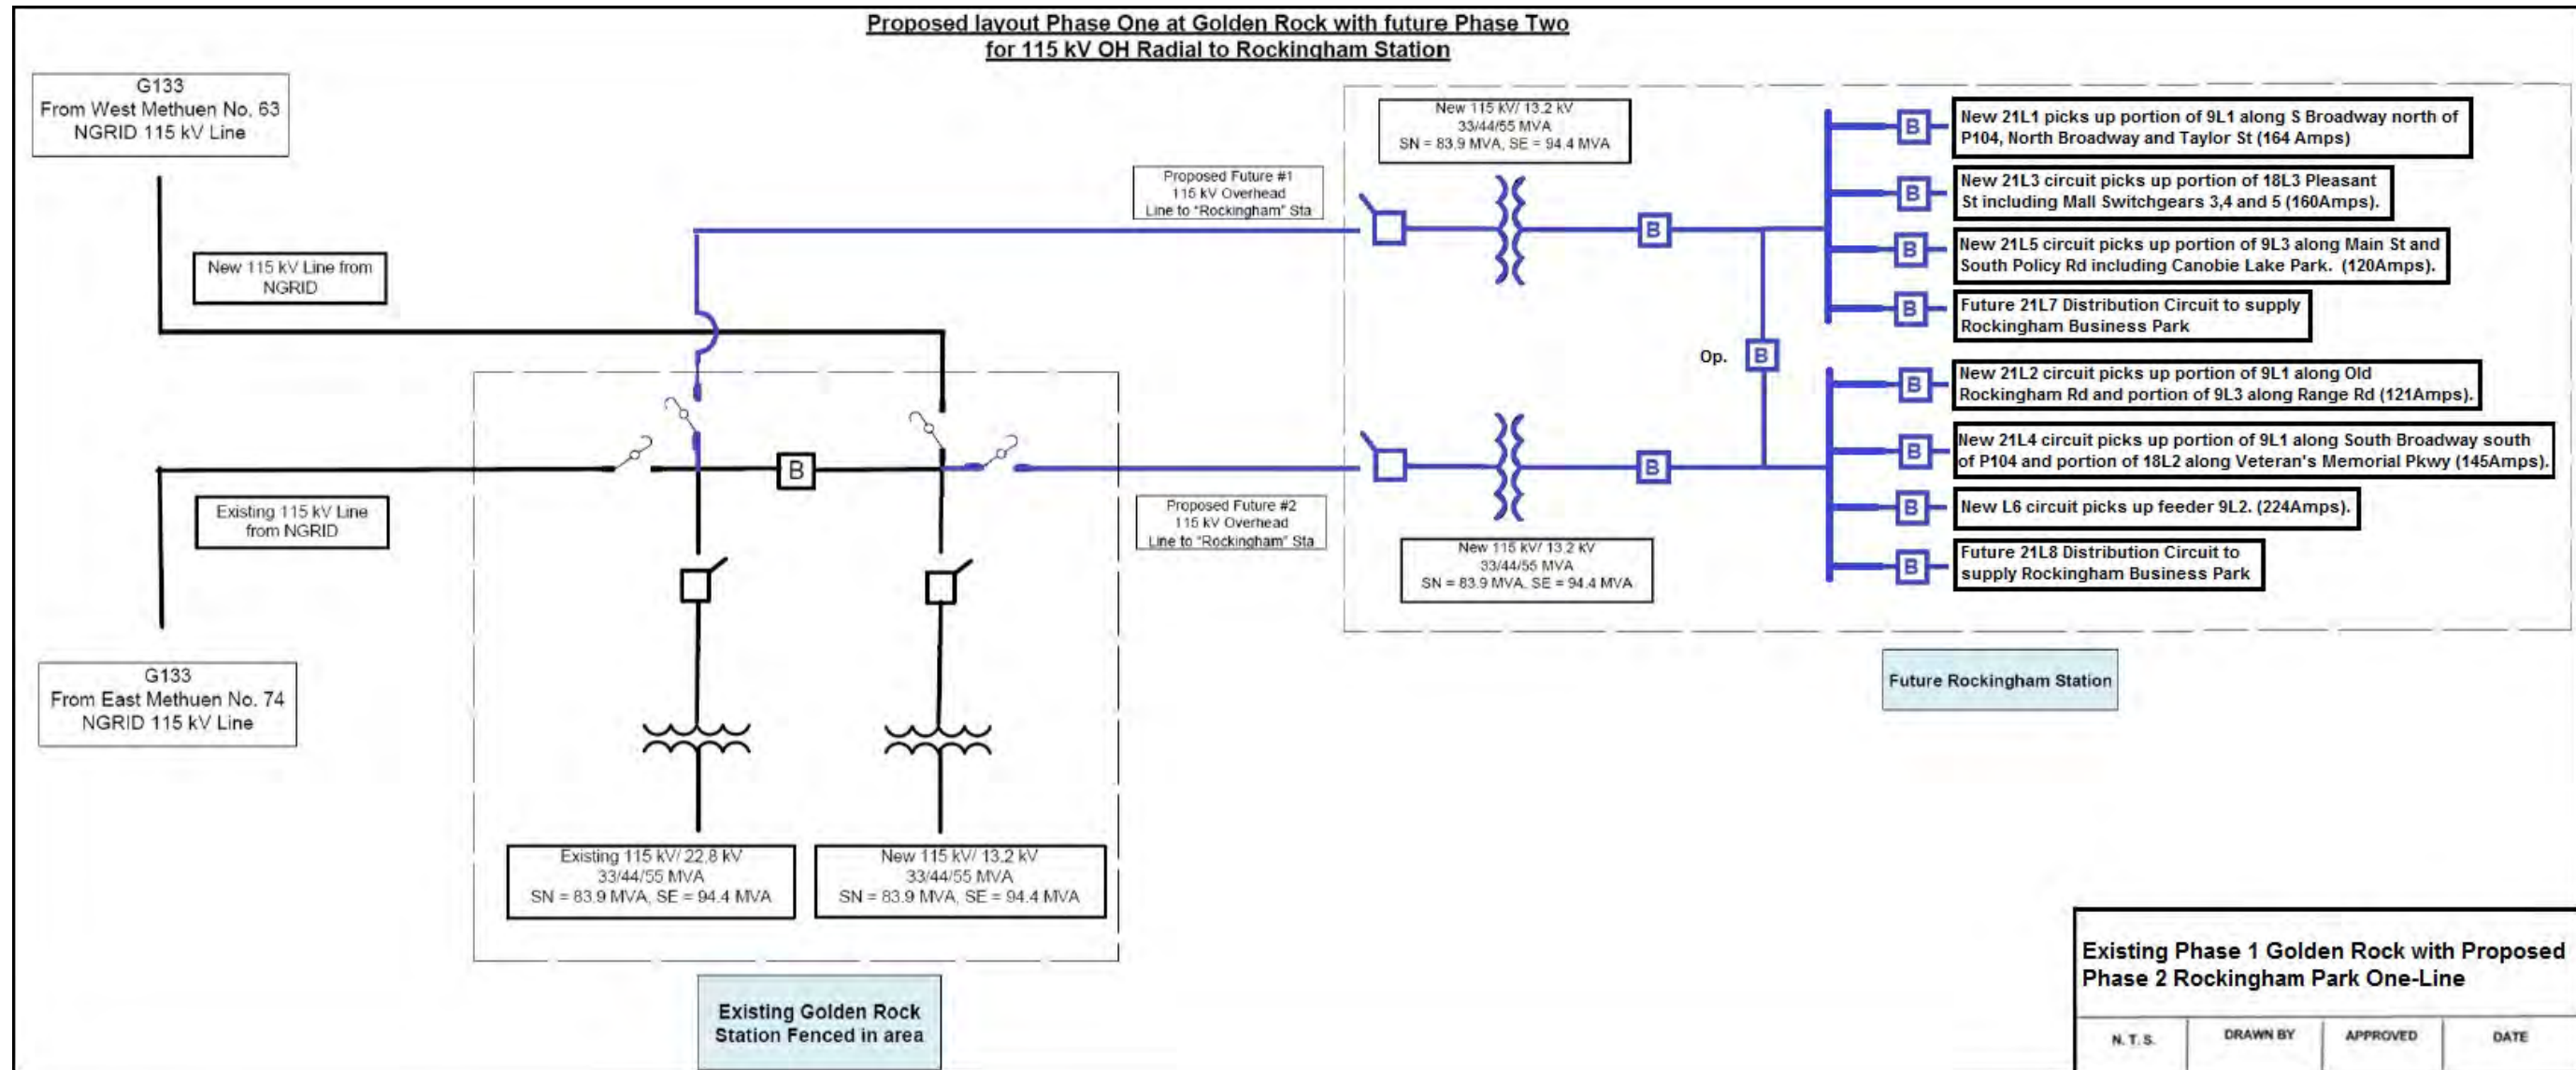 Proposed layout Phase One at Golden Rock with future Phase Two
for 115 kV OH Radial to Rockingham Station
G133
From West Methuen No. 63
NGRID 115 kV Line
New 115 kV Line from
NGRID
Existing 115 kV Line
from NGRID
G133
From East Methuen No. 74
NGRID 115 kV Line
B
Existing 115 kV/ 22.8 kV
33/44/55 MVA
SN = 83.9 MVA, SE = 94.4 MVA
New 115 kV/ 13.2 kV
33/44/55 MVA
SN = 83.9 MVA, SE = 94.4 MVA
Existing Golden Rock
Station Fenced in area
Proposed Future #1
115 kV Overhead
Line to "Rockingham" Sta
Proposed Future #2
115 kV Overhead
Line to "Rockingham" Sta
New 115 kV/ 13.2 kV
33/44/55 MVA
SN = 83.9 MVA, SE = 94.4 MVA
B
New 115 kV/ 13.2 kV
33/44/55 MVA
SN = 83.9 MVA, SE = 94.4 MVA
B
Op.
B
B
New 21L1 picks up portion of 9L1 along S Broadway north of
P104, North Broadway and Taylor St (164 Amps)
B
New 21L3 circuit picks up portion of 18L3 Pleasant
St including Mall Switchgears 3,4 and 5 (160Amps).
B
New 21L5 circuit picks up portion of 9L3 along Main St and
South Policy Rd including Canobie Lake Park. (120Amps).
B
Future 21L7 Distribution Circuit to supply
Rockingham Business Park
B
New 21L2 circuit picks up portion of 9L1 along Old
Rockingham Rd and portion of 9L3 along Range Rd (121Amps).
B
New 21L4 circuit picks up portion of 9L1 along South Broadway south
of P104 and portion of 18L2 along Veteran's Memorial Pkwy (145Amps).
B
New L6 circuit picks up feeder 9L2. (224Amps).
B
Future 21L8 Distribution Circuit to
supply Rockingham Business Park
Future Rockingham Station
Existing Phase 1 Golden Rock with Proposed
Phase 2 Rockingham Park One-Line
N. T. S.
DRAWN BY
APPROVED
DATE